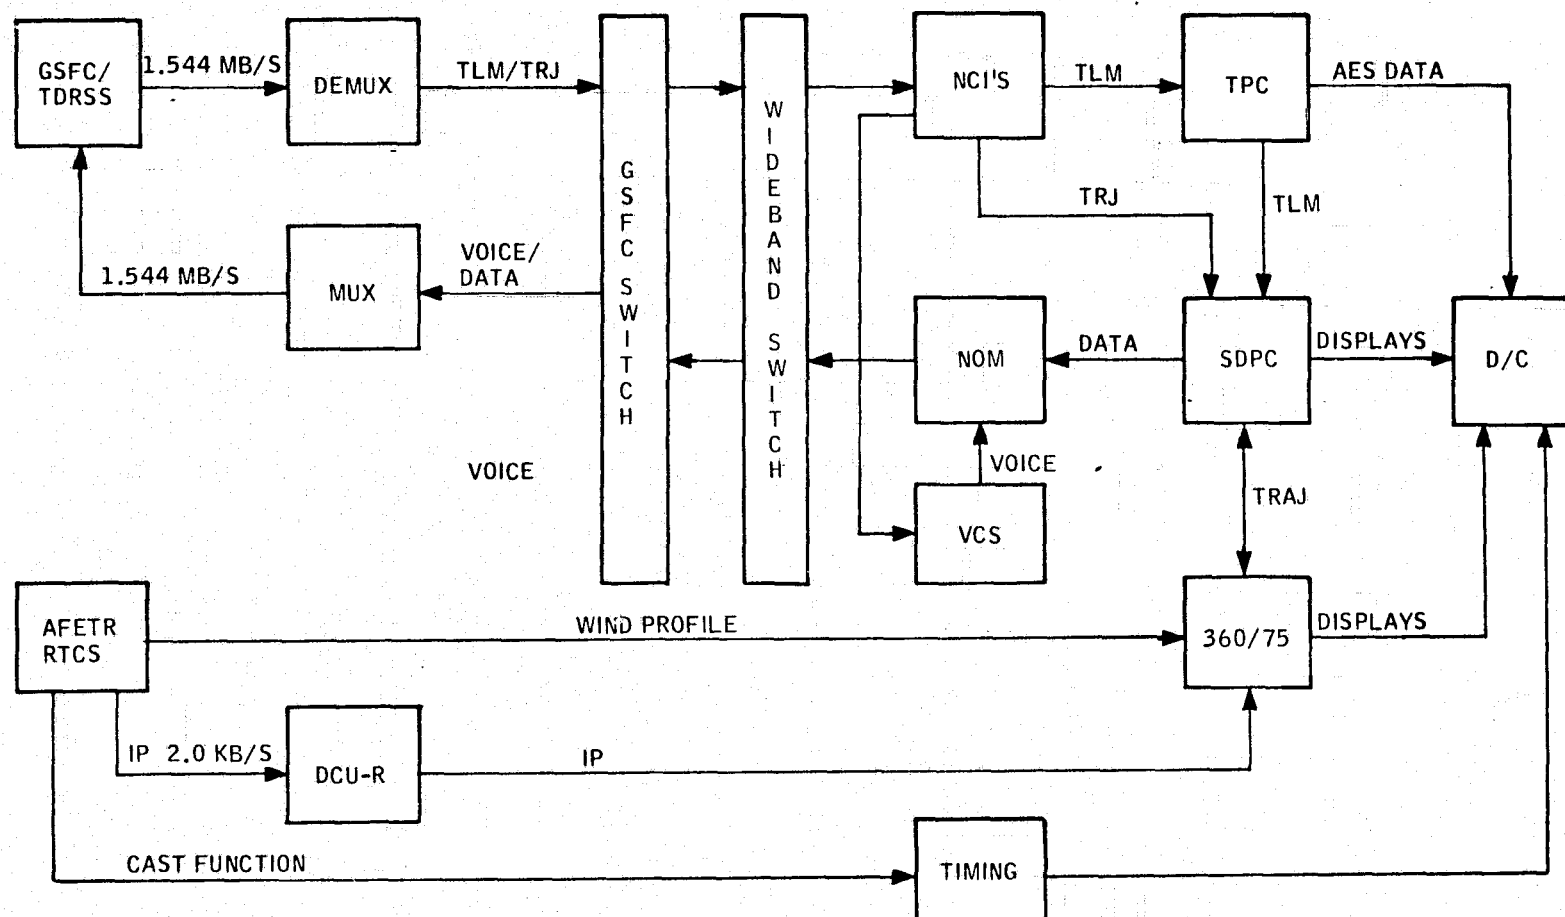 GSFC/
TDRSS
1.544 MB/S
DEMUX
TLM/TRJ
GSFC SWITCH
WIDEBAND SWITCH
NCI'S
TLM
TPC
AES DATA
TRJ
TLM
1.544 MB/S
MUX
VOICE/
DATA
NOM
DATA
SDPC
DISPLAYS
D/C
VOICE
VOICE
VCS
TRAJ
AFETR
RTCS
WIND PROFILE
360/75
DISPLAYS
IP 2.0 KB/S
DCU-R
IP
CAST FUNCTION
TIMING